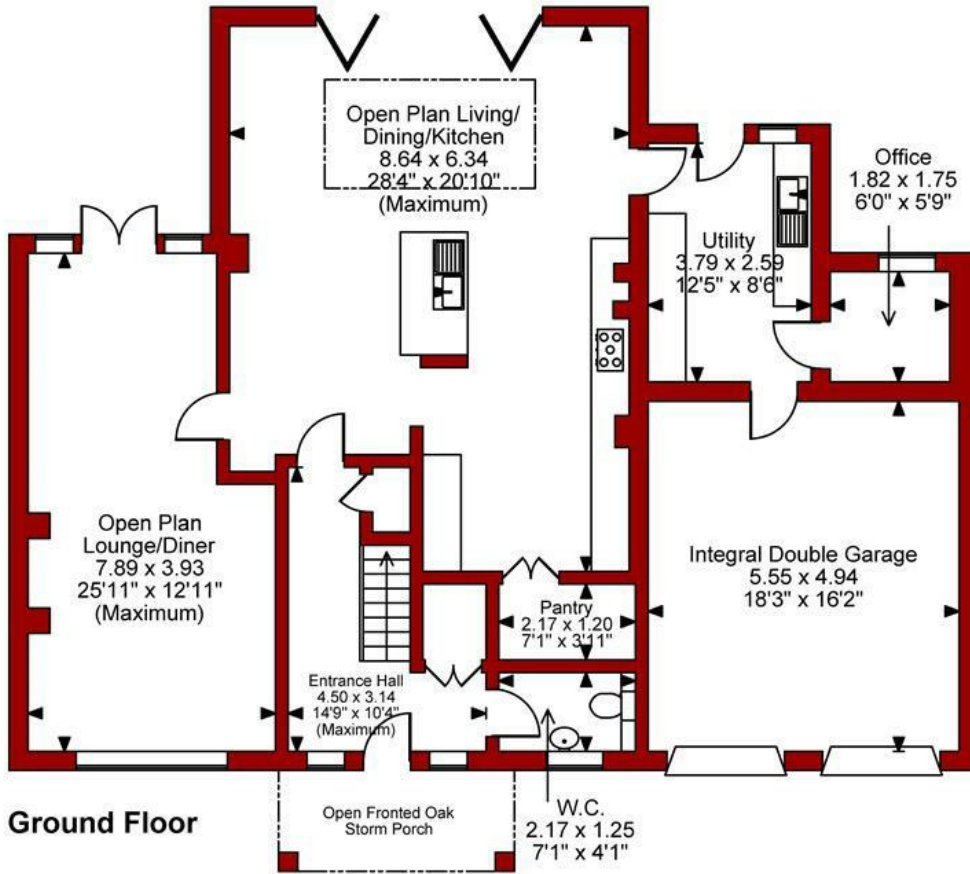 Open Plan Living/
Dining/Kitchen
8.64 x 6.34
28'4" x 20'10"
(Maximum)
Office
1.82 x 1.75
6'0" x 5'9"
Utility
3.79 x 2.59
12'5" x 8'6"
Open Plan
Lounge/Diner
7.89 x 3.93
25'11" x 12'11"
(Maximum)
Integral Double Garage
5.55 x 4.94
18'3" x 16'2"
Pantry
2.17 x 1.20
7'1" x 3'11"
Entrance Hall
4.50 x 3.14
14'9" x 10'4"
(Maximum)
Ground Floor
Open Fronted Oak
Storm Porch
W.C.
2.17 x 1.25
7'1" x 4'1"